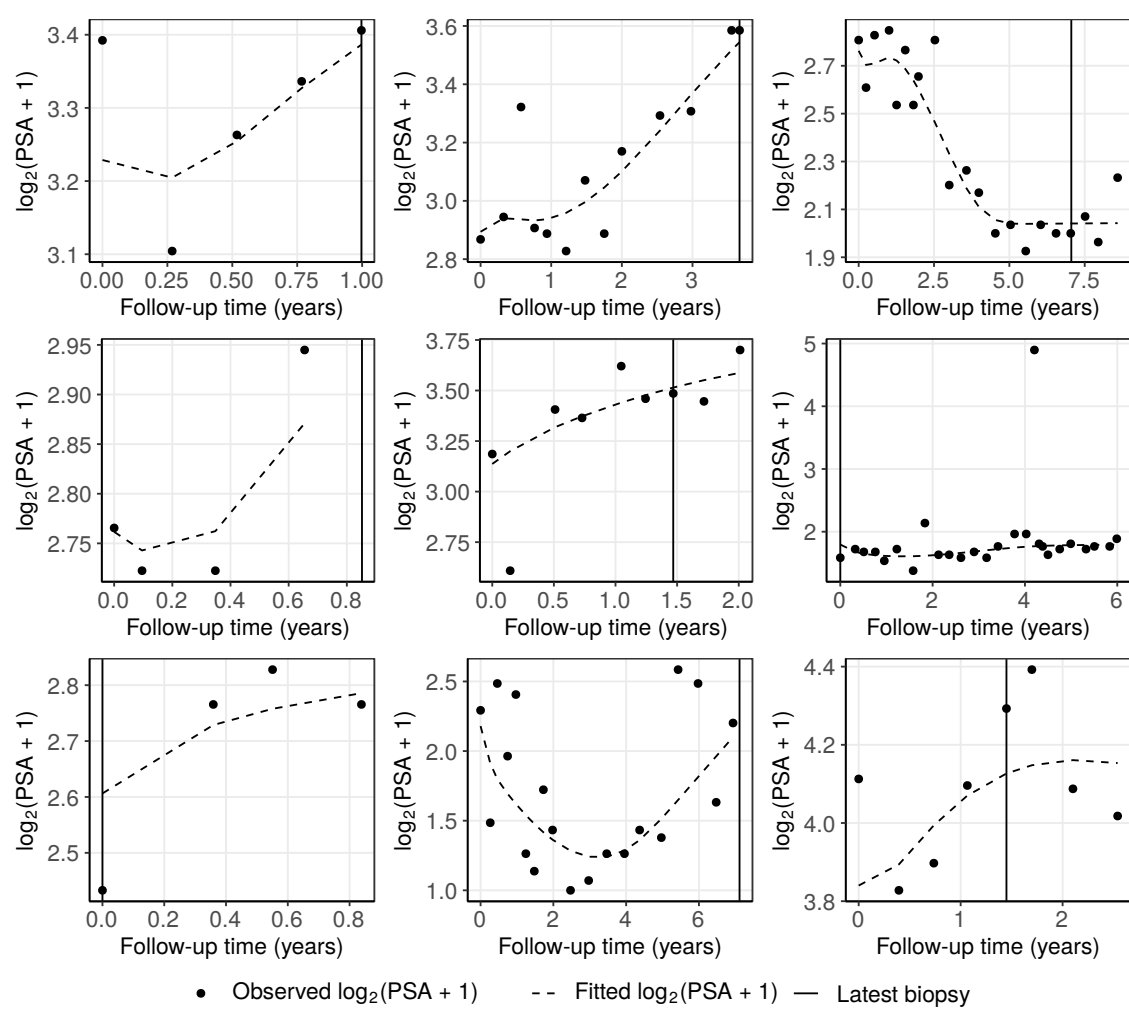 3.4
3.3
3.2
3.1
log₂(PSA + 1)
0.00 0.25 0.50 0.75 1.00
Follow-up time (years)
3.6
3.4
3.2
3.0
2.8
log₂(PSA + 1)
0 1 2 3
Follow-up time (years)
2.7
2.5
2.3
2.1
1.9
log₂(PSA + 1)
0.0 2.5 5.0 7.5
Follow-up time (years)
2.95
2.90
2.85
2.80
2.75
log₂(PSA + 1)
0.0 0.2 0.4 0.6 0.8
Follow-up time (years)
3.75
3.50
3.25
3.00
2.75
log₂(PSA + 1)
0.0 0.5 1.0 1.5 2.0
Follow-up time (years)
5
4
3
2
log₂(PSA + 1)
0 2 4 6
Follow-up time (years)
2.8
2.7
2.6
2.5
log₂(PSA + 1)
0.0 0.2 0.4 0.6 0.8
Follow-up time (years)
2.5
2.0
1.5
1.0
log₂(PSA + 1)
0 2 4 6
Follow-up time (years)
4.4
4.2
4.0
3.8
log₂(PSA + 1)
0 1 2
Follow-up time (years)
Observed log₂(PSA + 1) Fitted log₂(PSA + 1) Latest biopsy